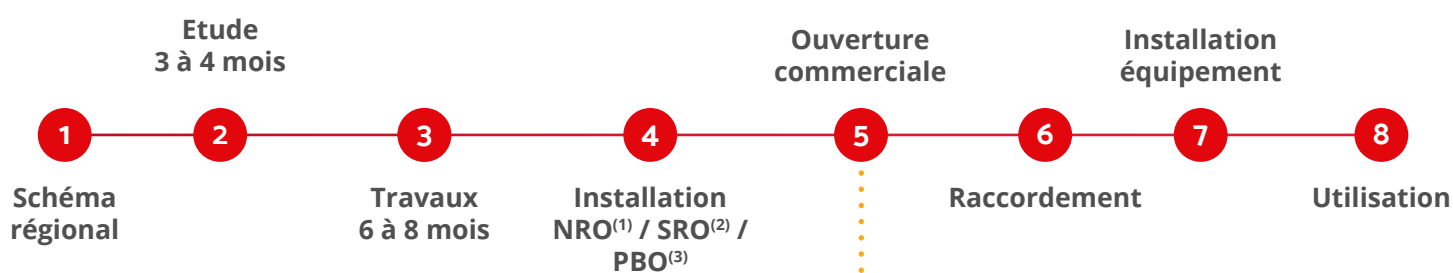 Etude
3 à 4 mois
Ouverture
commerciale
Installation
équipement
1
2
3
4
5
6
7
8
Schéma
régional
Travaux
6 à 8 mois
Installation
NRO(1) / SRO(2) /
PBO(3)
Raccordement
Utilisation